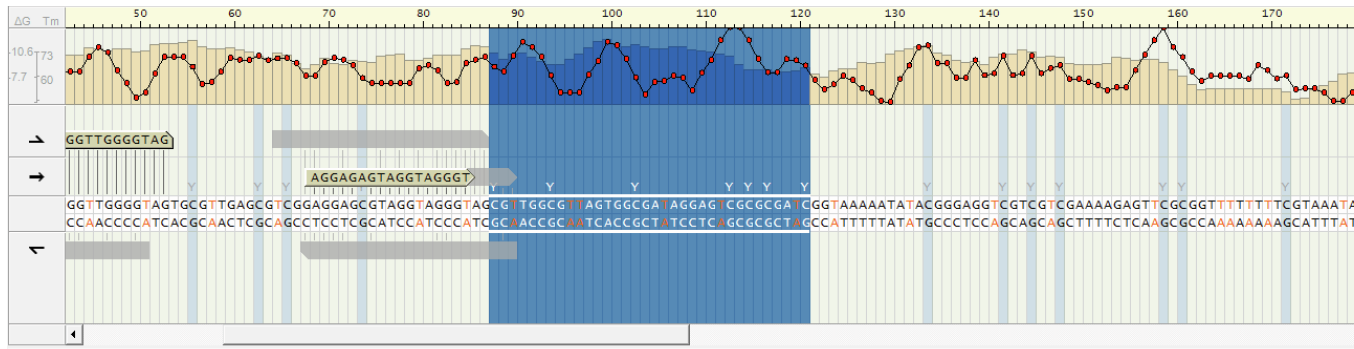 ΔG Tm 50 60 70 80 90 100 110 120 130 140 150 160 170
-10.6 73
-7.7 60
GGTTGGGGTAG
AGGAGAGTAGGTAGGGT
Y Y Y Y Y Y Y Y Y Y Y Y Y Y Y Y Y
GGTTGGGGTAGTGCGTTGAGCGTCGGAGGAGCGTAGGTAGGGTAGCGTTGGCGTTAGTGGCGATAGGAGTCGCGCGATCGGTAAAAATATACGGGAGGTCGTCGTCGAAAAGAGTTCGCGGTTTTTTTTCGTAAATA
CCAACCCCATCACGCAACTCGCAGCCTCCTCGCATCCATCCCATCGCAACCGCAATCACCGCTATCCTCAGCGCGCTAGCCATTTTTATATGCCCTCCAGCAGCAGCTTTTCTCAAGCGCCAAAAAAAAGCATTTAT